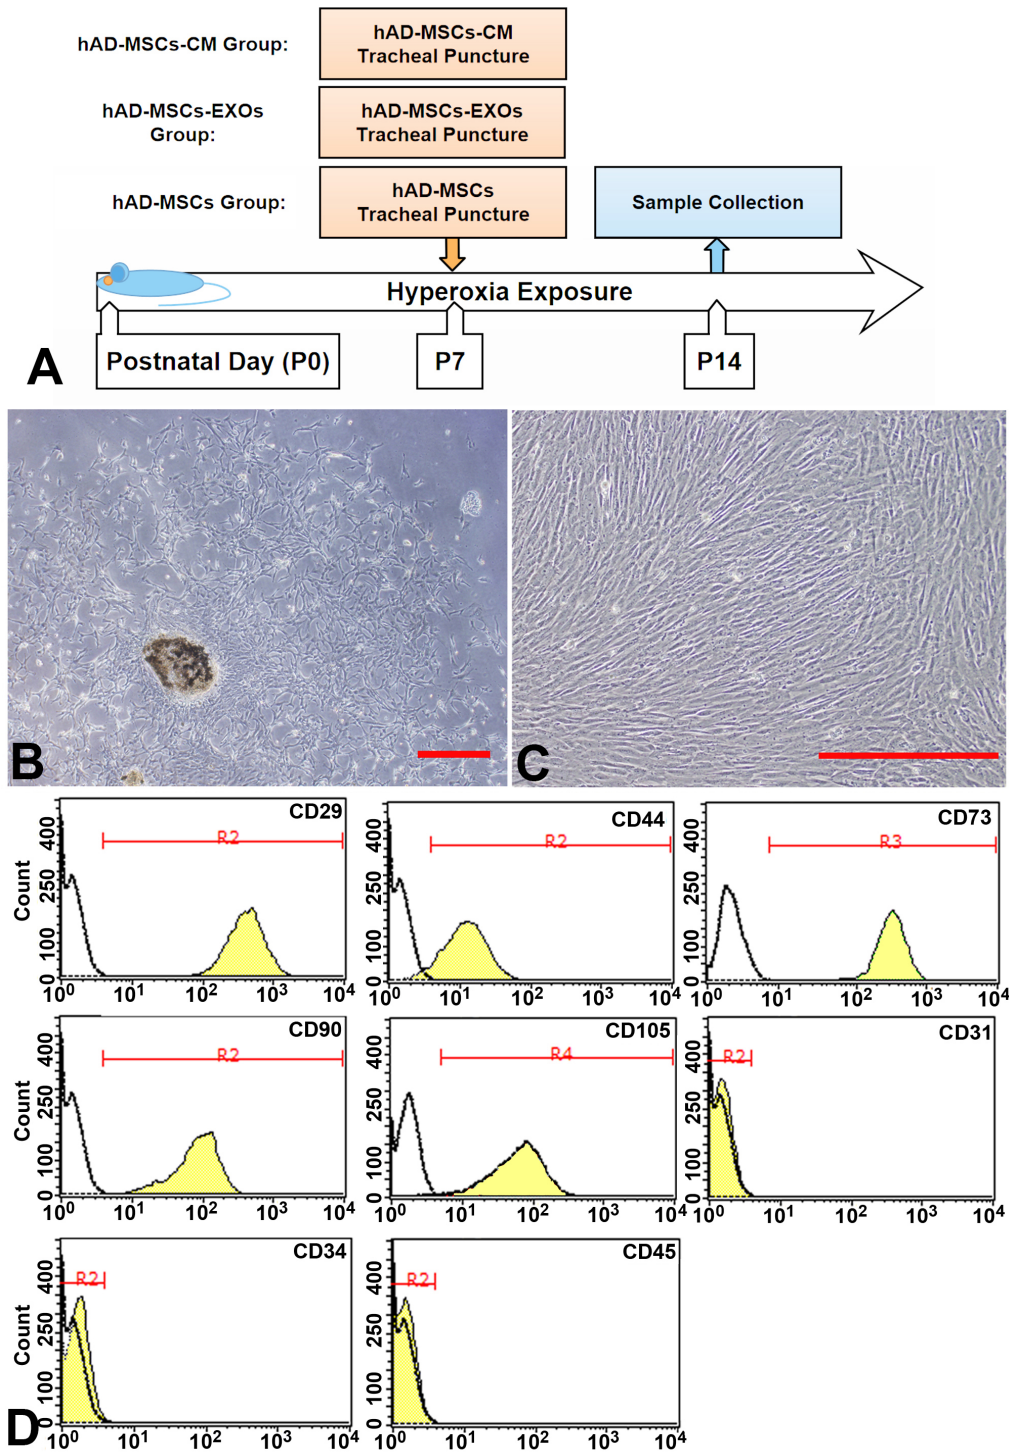 hAD-MSCs-CM Group:
hAD-MSCs-CM
Tracheal Puncture
hAD-MSCs-EXOs
Group:
hAD-MSCs-EXOs
Tracheal Puncture
hAD-MSCs Group:
hAD-MSCs
Tracheal Puncture
Sample Collection
Hyperoxia Exposure
Postnatal Day (P0)
P7
P14
A
B
C
CD29
R2
Count
400
250
100
0
10⁰ 10¹ 10² 10³ 10⁴
CD44
R2
400
250
100
0
10⁰ 10¹ 10² 10³ 10⁴
CD73
R3
400
250
100
0
10⁰ 10¹ 10² 10³ 10⁴
CD90
R2
Count
400
250
100
0
10⁰ 10¹ 10² 10³ 10⁴
CD105
R4
400
250
100
0
10⁰ 10¹ 10² 10³ 10⁴
CD31
R2
400
250
100
0
10⁰ 10¹ 10² 10³ 10⁴
CD34
R2
Count
400
250
100
0
10⁰ 10¹ 10² 10³ 10⁴
CD45
R2
400
250
100
0
10⁰ 10¹ 10² 10³ 10⁴
D